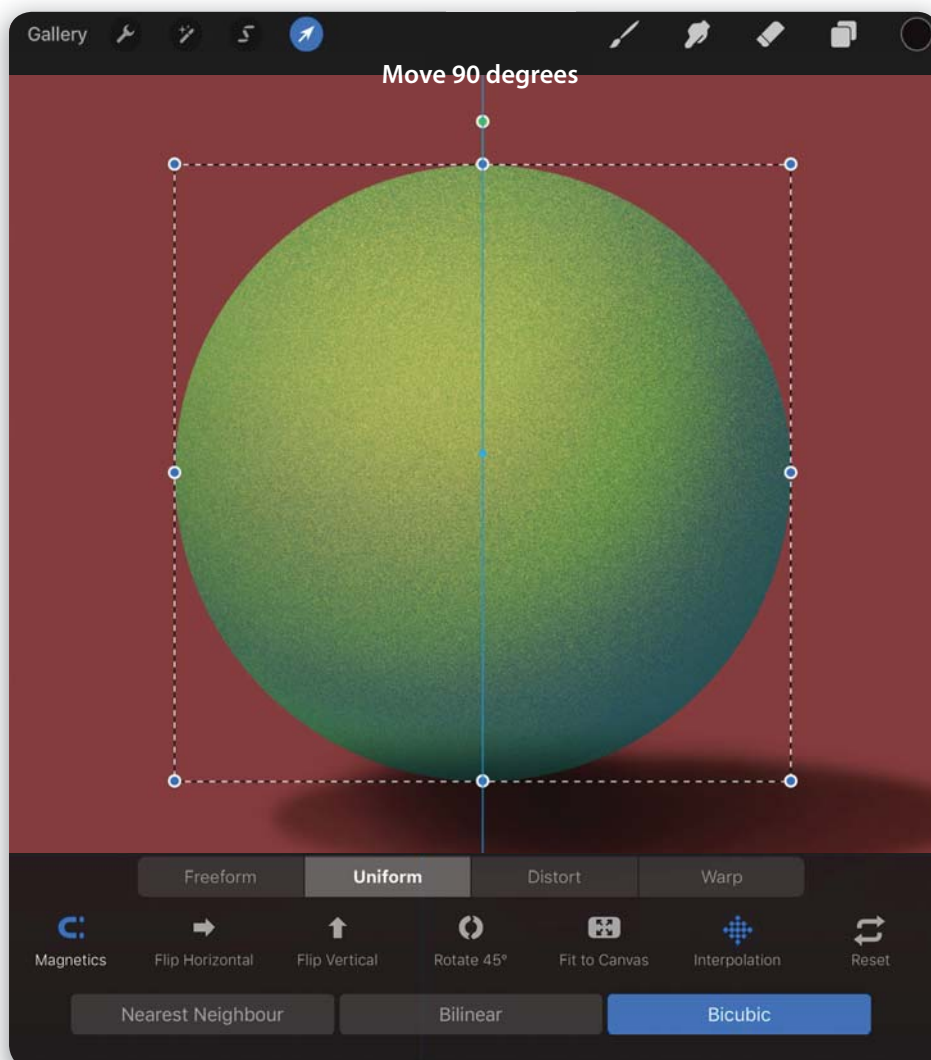 Gallery
Move 90 degrees
Freeform Uniform Distort Warp
Magnetics Flip Horizontal Flip Vertical Rotate 45º Fit to Canvas Interpolation Reset
Nearest Neighbour Bilinear Bicubic